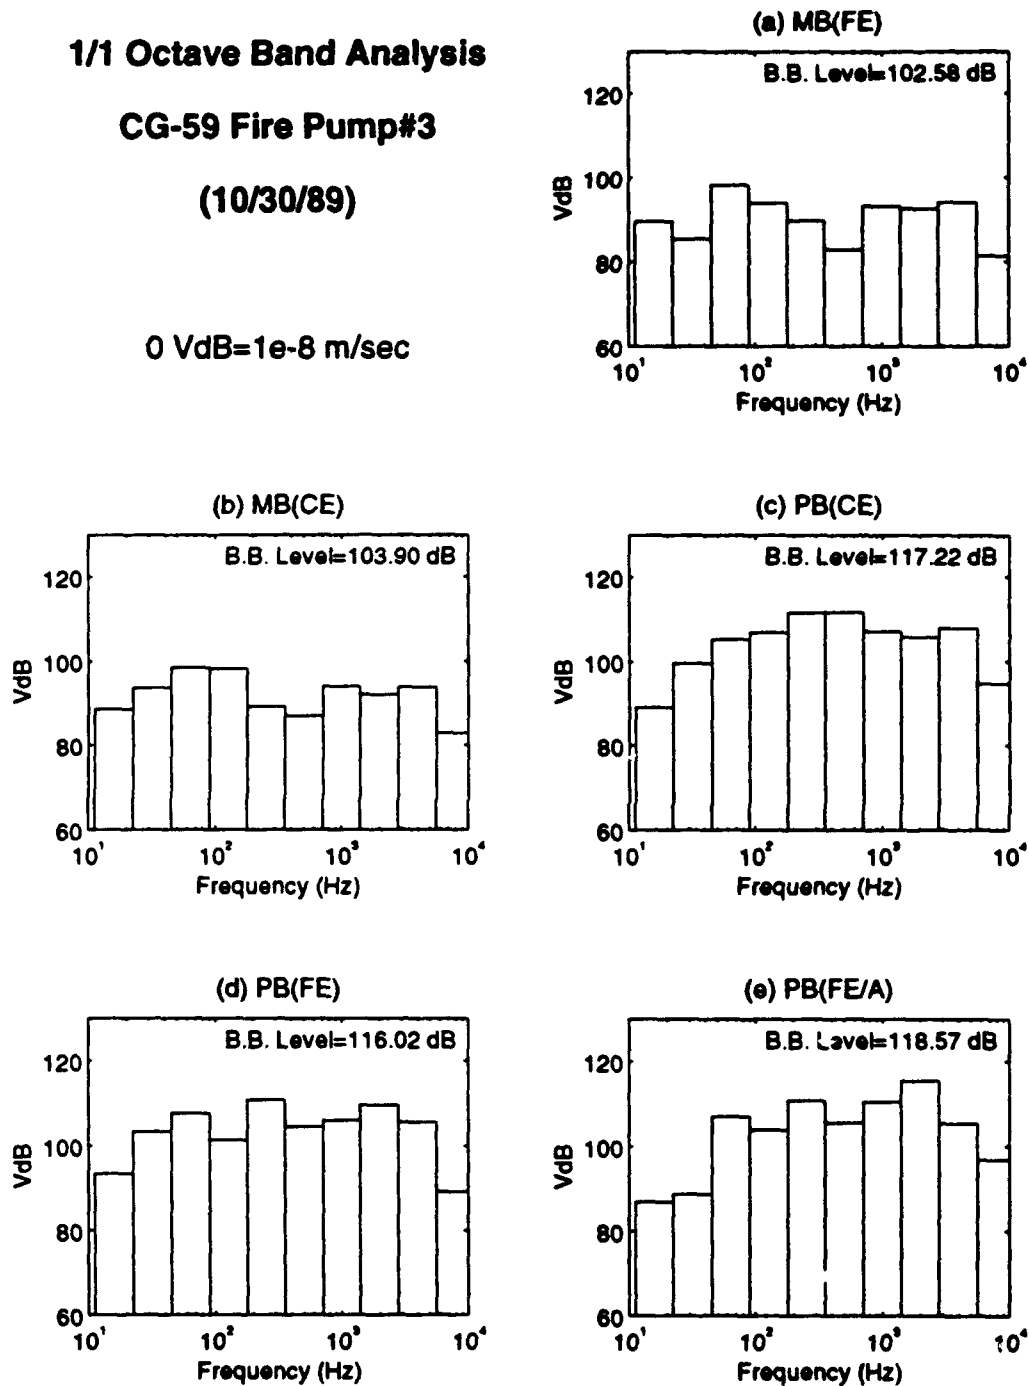 1/1 Octave Band Analysis
CG-59 Fire Pump#3
(10/30/89)
0 VdB=1e-8 m/sec
(a) MB(FE)
B.B. Level=102.58 dB
120
100
80
60
VdB
10¹ 10² 10³ 10⁴
Frequency (Hz)
(b) MB(CE)
B.B. Level=103.90 dB
120
100
80
60
VdB
10¹ 10² 10³ 10⁴
Frequency (Hz)
(c) PB(CE)
B.B. Level=117.22 dB
120
100
80
60
VdB
10¹ 10² 10³ 10⁴
Frequency (Hz)
(d) PB(FE)
B.B. Level=116.02 dB
120
100
80
60
VdB
10¹ 10² 10³ 10⁴
Frequency (Hz)
(e) PB(FE/A)
B.B. Level=118.57 dB
120
100
80
60
VdB
10¹ 10² 10³ 10⁴
Frequency (Hz)